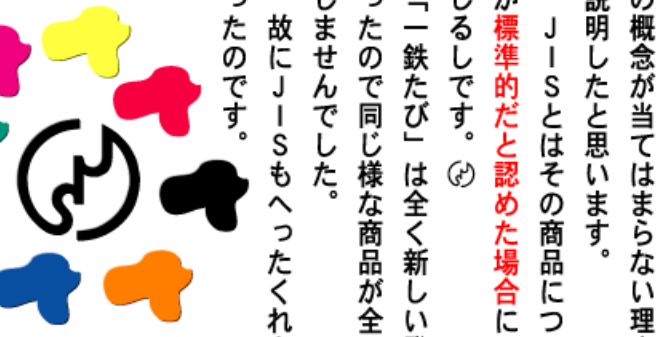 の概念が当てはまらない理
説明したと思います。
ＪＩＳとはその商品につ
が標準的だと認めた場合に
しるしです。
「一鉄たび」は全く新しい
ったので同じ様な商品が全
しませんでした。
故にＪＩＳもへったくれ
ったのです。